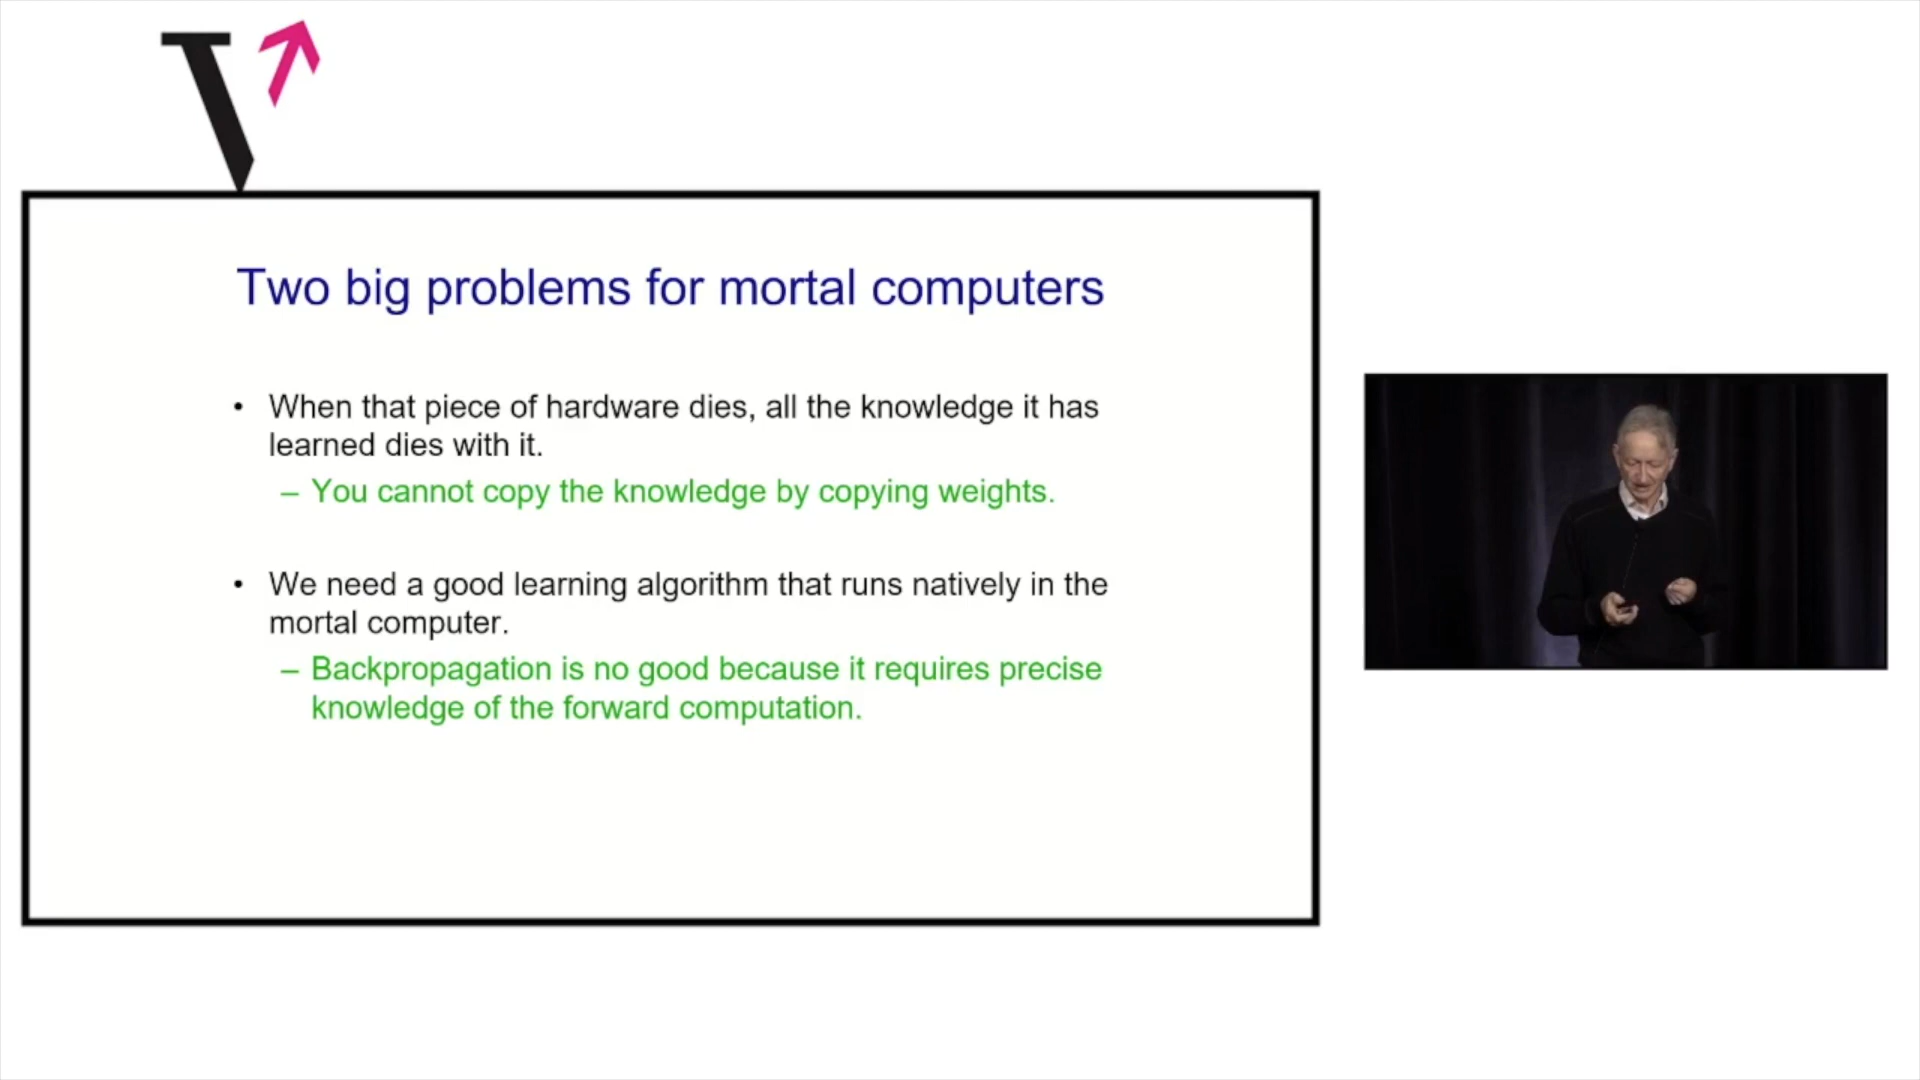 Two big problems for mortal computers
• When that piece of hardware dies, all the knowledge it has
learned dies with it.
– You cannot copy the knowledge by copying weights.
• We need a good learning algorithm that runs natively in the
mortal computer.
– Backpropagation is no good because it requires precise
knowledge of the forward computation.